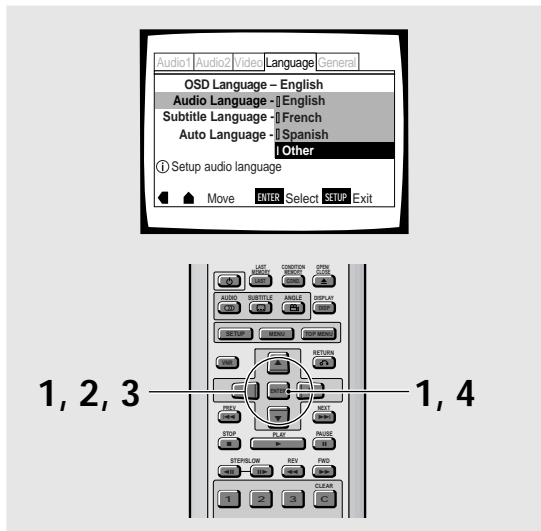 Audio1 Audio2 Video Language General
OSD Language – English
Audio Language - English
Subtitle Language - French
Auto Language - Spanish
Other
i Setup audio language
Move ENTER Select SETUP Exit
LAST MEMORY CONDITION MEMORY OPEN/CLOSE
LAST COND.
AUDIO SUBTITLE ANGLE DISPLAY
DISP
SETUP MENU TOP MENU
VNR RETURN
1, 2, 3 ENTER 1, 4
PREV NEXT
STOP PLAY PAUSE
STEP/SLOW REV FWD
CLEAR
1 2 3 C